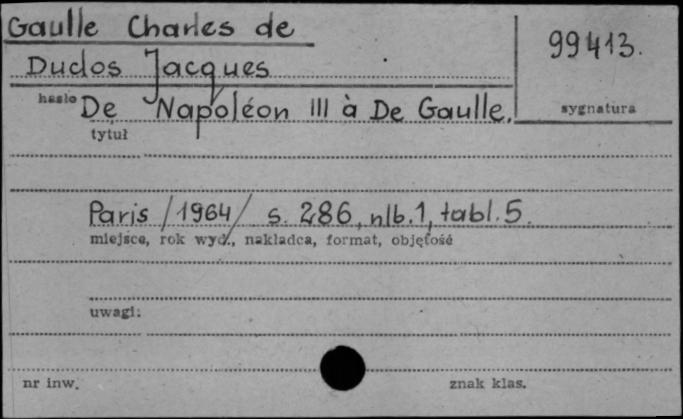 Gaulle Charles de
99413.
Duclos Jacques
hasło De Napoléon III à De Gaulle.
sygnatura
tytuł
Paris /1964/ s. 286, nlb. 1, tabl. 5.
miejsce, rok wyd., nakładca, format, objętość
uwagi:
nr inw.
znak klas.